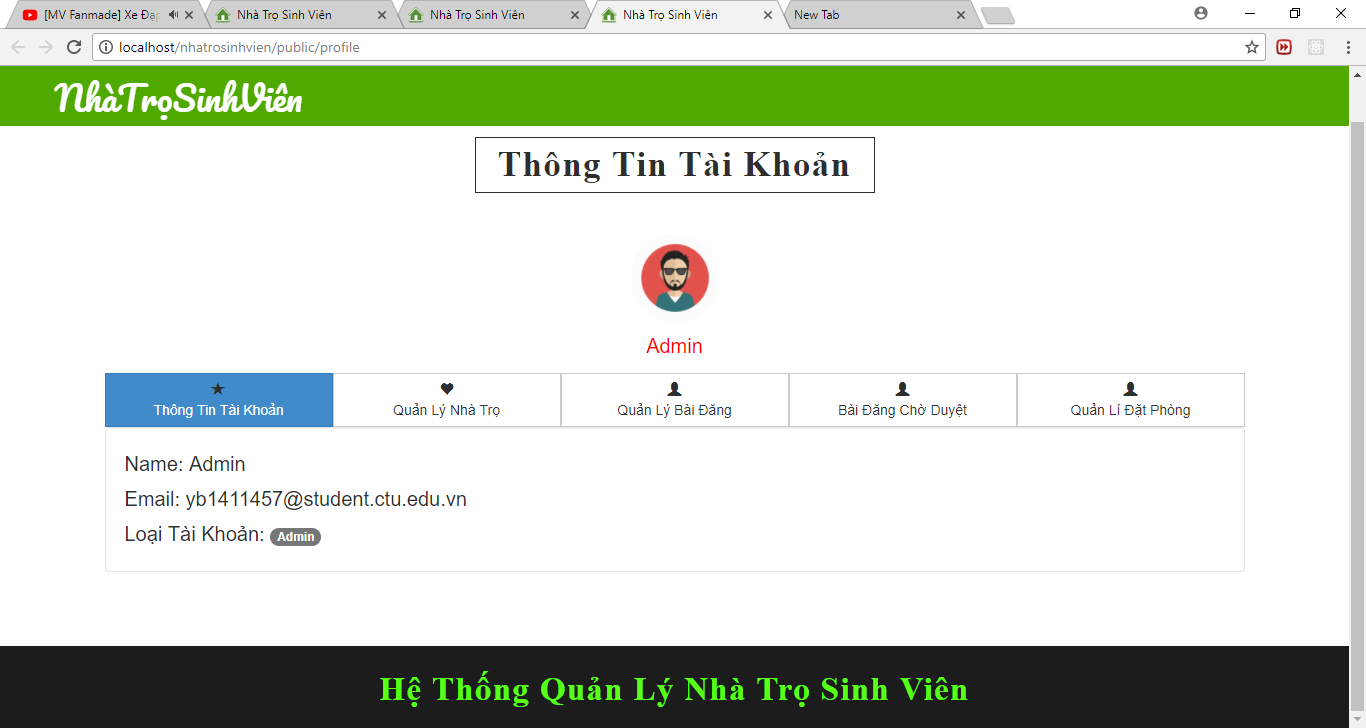 [MV Fanmade] Xe Đạp
Nhà Trọ Sinh Viên
Nhà Trọ Sinh Viên
Nhà Trọ Sinh Viên
New Tab
localhost/nhatrosinhvien/public/profile
NhàTrọSinhViên
Thông Tin Tài Khoản
Admin
Thông Tin Tài Khoản
Quản Lý Nhà Trọ
Quản Lý Bài Đăng
Bài Đăng Chờ Duyệt
Quản Lí Đặt Phòng
Name: Admin
Email: yb1411457@student.ctu.edu.vn
Loại Tài Khoản: Admin
Hệ Thống Quản Lý Nhà Trọ Sinh Viên